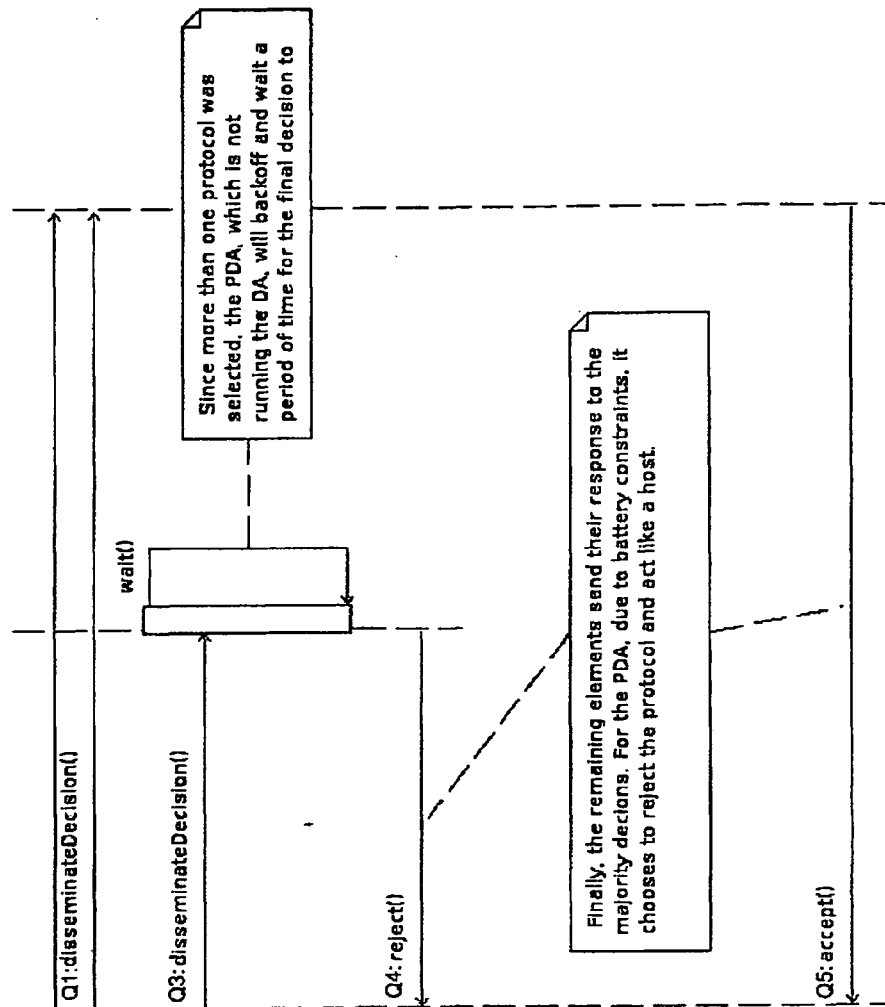 Q1:disseminateDecision()
Q3:disseminateDecision()
wait()
Since more than one protocol was
selected, the PDA, which is not
running the DA, will backoff and wait a
period of time for the final decision to
Q4: reject()
Finally, the remaining elements send their response to the
majority decions. For the PDA, due to battery constraints, it
chooses to reject the protocol and act like a host.
Q5: accept()